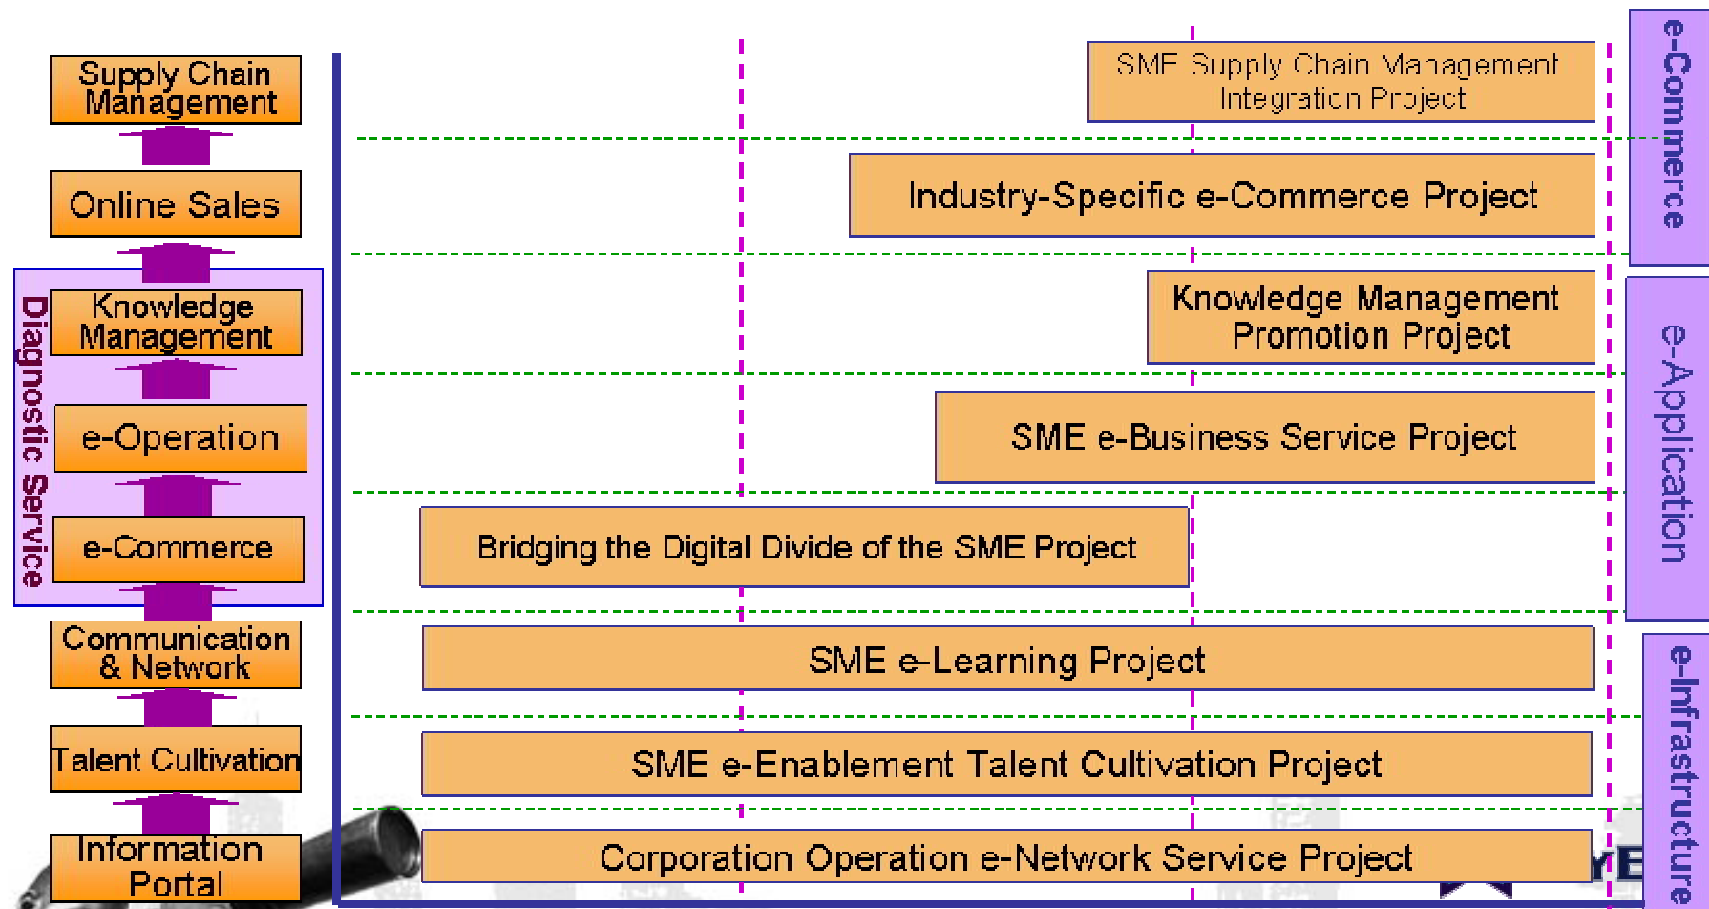 Supply Chain
Management
Online Sales
Diagnostic Service
Knowledge
Management
e-Operation
e-Commerce
Communication
& Network
Talent Cultivation
Information
Portal
SME Supply Chain Management
Integration Project
Industry-Specific e-Commerce Project
Knowledge Management
Promotion Project
SME e-Business Service Project
Bridging the Digital Divide of the SME Project
SME e-Learning Project
SME e-Enablement Talent Cultivation Project
Corporation Operation e-Network Service Project
e-Commerce
e-Application
e-Infrastructure